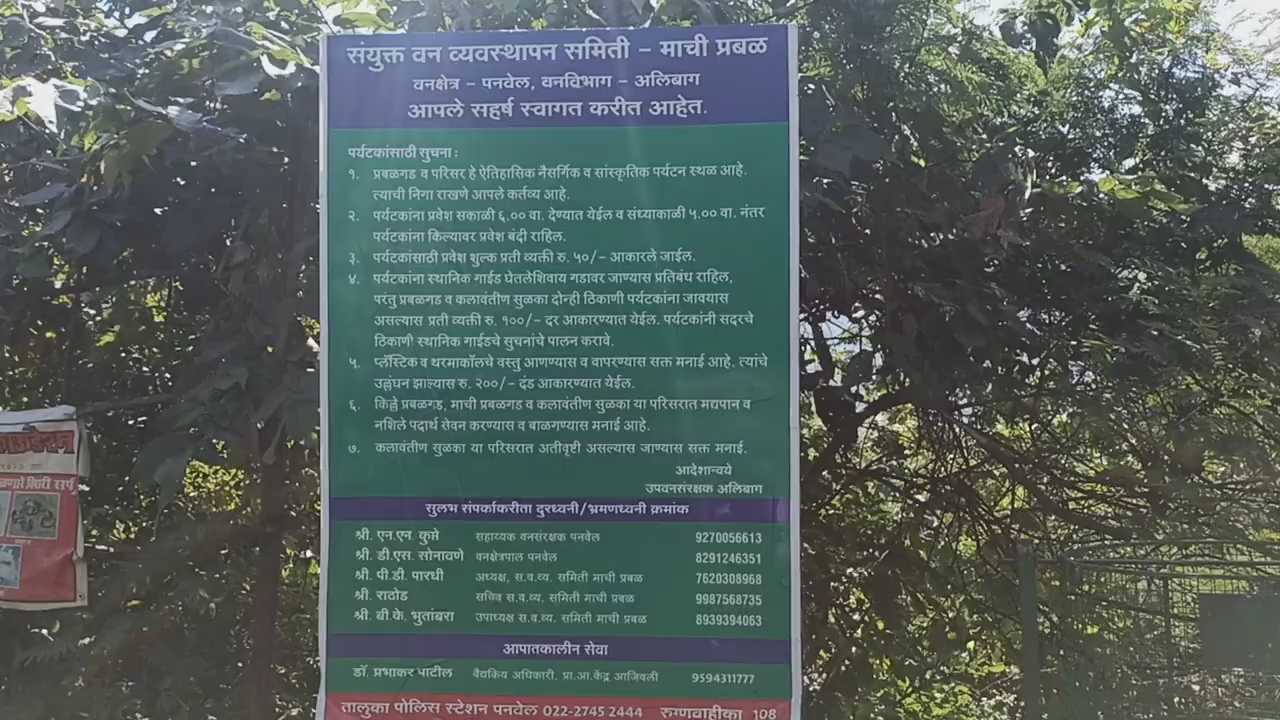 संयुक्त वन व्यवस्थापन समिती – माची प्रबळ
वनक्षेत्र – पनवेल, वनविभाग – अलिबाग
आपले सहर्ष स्वागत करीत आहेत.
पर्यटकांसाठी सुचना :
१. प्रबळगड व परिसर हे ऐतिहासिक नैसर्गिक व सांस्कृतिक पर्यटन स्थळ आहे.
त्याची निगा राखणे आपले कर्तव्य आहे.
२. पर्यटकांना प्रवेश सकाळी ६.०० वा. देण्यात येईल व संध्याकाळी ५.०० वा. नंतर
पर्यटकांना किल्यावर प्रवेश बंदी राहिल.
३. पर्यटकांसाठी प्रवेश शुल्क प्रती व्यक्ती रु. ५०/– आकारले जाईल.
४. पर्यटकांना स्थानिक गाईड घेतलेशिवाय गडावर जाण्यास प्रतिबंध राहिल,
परंतु प्रबळगड व कलावंतीण सुळका दोन्ही ठिकाणी पर्यटकांना जावयास
असल्यास प्रती व्यक्ती रु. १००/– दर आकारण्यात येईल. पर्यटकांनी सदरचे
ठिकाणी स्थानिक गाईडचे सुचनांचे पालन करावे.
५. प्लॅस्टिक व थरमाकॉलचे वस्तु आणण्यास व वापरण्यास सक्त मनाई आहे. त्यांचे
उल्लंघन झाल्यास रु. २००/– दंड आकारण्यात येईल.
६. किल्ले प्रबळगड, माची प्रबळगड व कलावंतीण सुळका या परिसरात मद्यपान व
नशिले पदार्थ सेवन करण्यास व बाळगण्यास मनाई आहे.
७. कलावंतीण सुळका या परिसरात अतीवृष्टी असल्यास जाण्यास सक्त मनाई.
आदेशान्वये
उपवनसंरक्षक अलिबाग
सुलभ संपर्काकरीता दुरध्वनी/भ्रमणध्वनी क्रमांक
श्री. एन.एन. कुप्ते सहाय्यक वनसंरक्षक पनवेल 9270056613
श्री. डी.एस. सोनावणे वनक्षेत्रपाल पनवेल 8291246351
श्री. पी.डी. पारधी अध्यक्ष, स.व.व्य. समिती माची प्रबळ 7620308968
श्री. राठोड सचिव स.व.व्य. समिती माची प्रबळ 9987568735
श्री. बी.के. भुतांबरा उपाध्यक्ष स.व.व्य. समिती माची प्रबळ 8939394063
आपातकालीन सेवा
डॉ. प्रभाकर पाटील वैद्यकिय अधिकारी, प्रा.आ.केंद्र आजिवली 9594311777
तालुका पोलिस स्टेशन पनवेल 022-2745 2444 रुग्णवाहीका 108